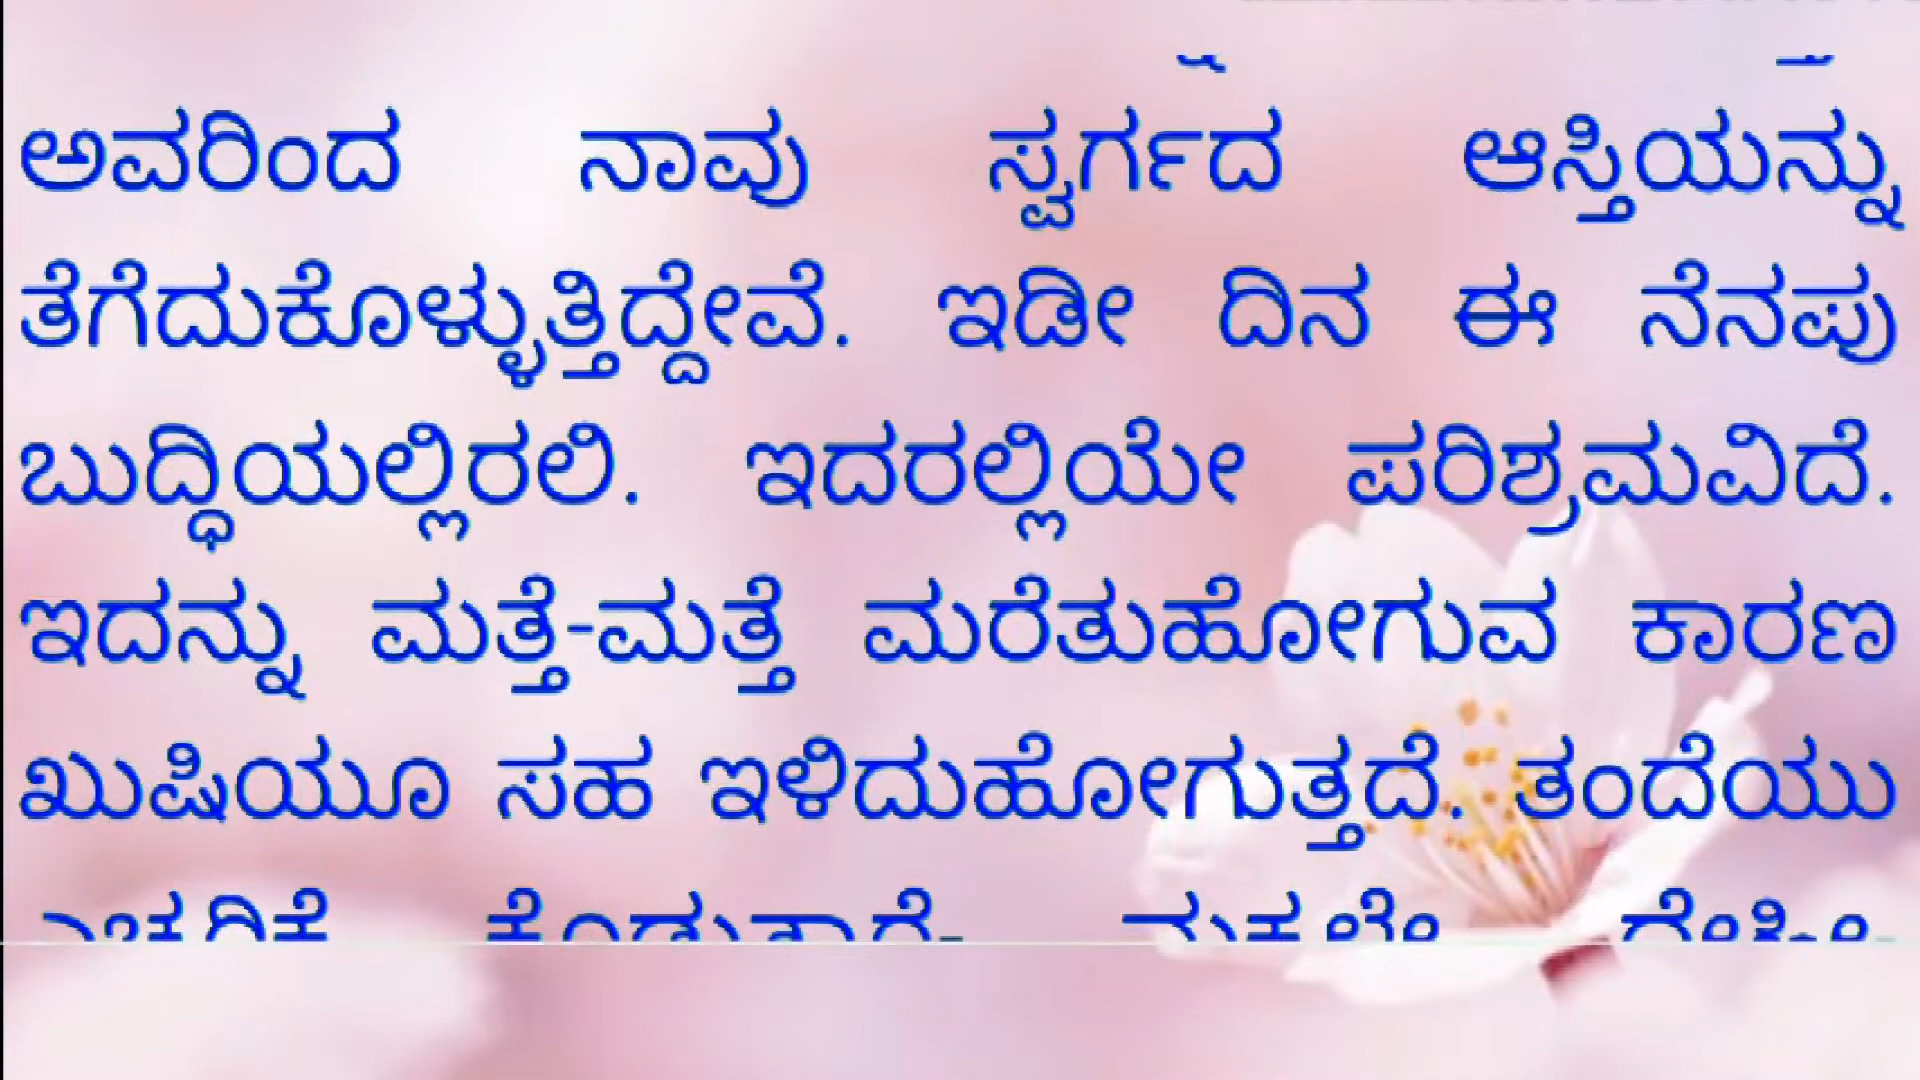 ಅವರಿಂದ ನಾವು ಸ್ವರ್ಗದ ಆಸ್ತಿಯನ್ನು
ತೆಗೆದುಕೊಳ್ಳುತ್ತಿದ್ದೇವೆ. ಇಡೀ ದಿನ ಈ ನೆನಪು
ಬುದ್ಧಿಯಲ್ಲಿರಲಿ. ಇದರಲ್ಲಿಯೇ ಪರಿಶ್ರಮವಿದೆ.
ಇದನ್ನು ಮತ್ತೆ-ಮತ್ತೆ ಮರೆತುಹೋಗುವ ಕಾರಣ
ಖುಷಿಯೂ ಸಹ ಇಳಿದುಹೋಗುತ್ತದೆ. ತಂದೆಯು